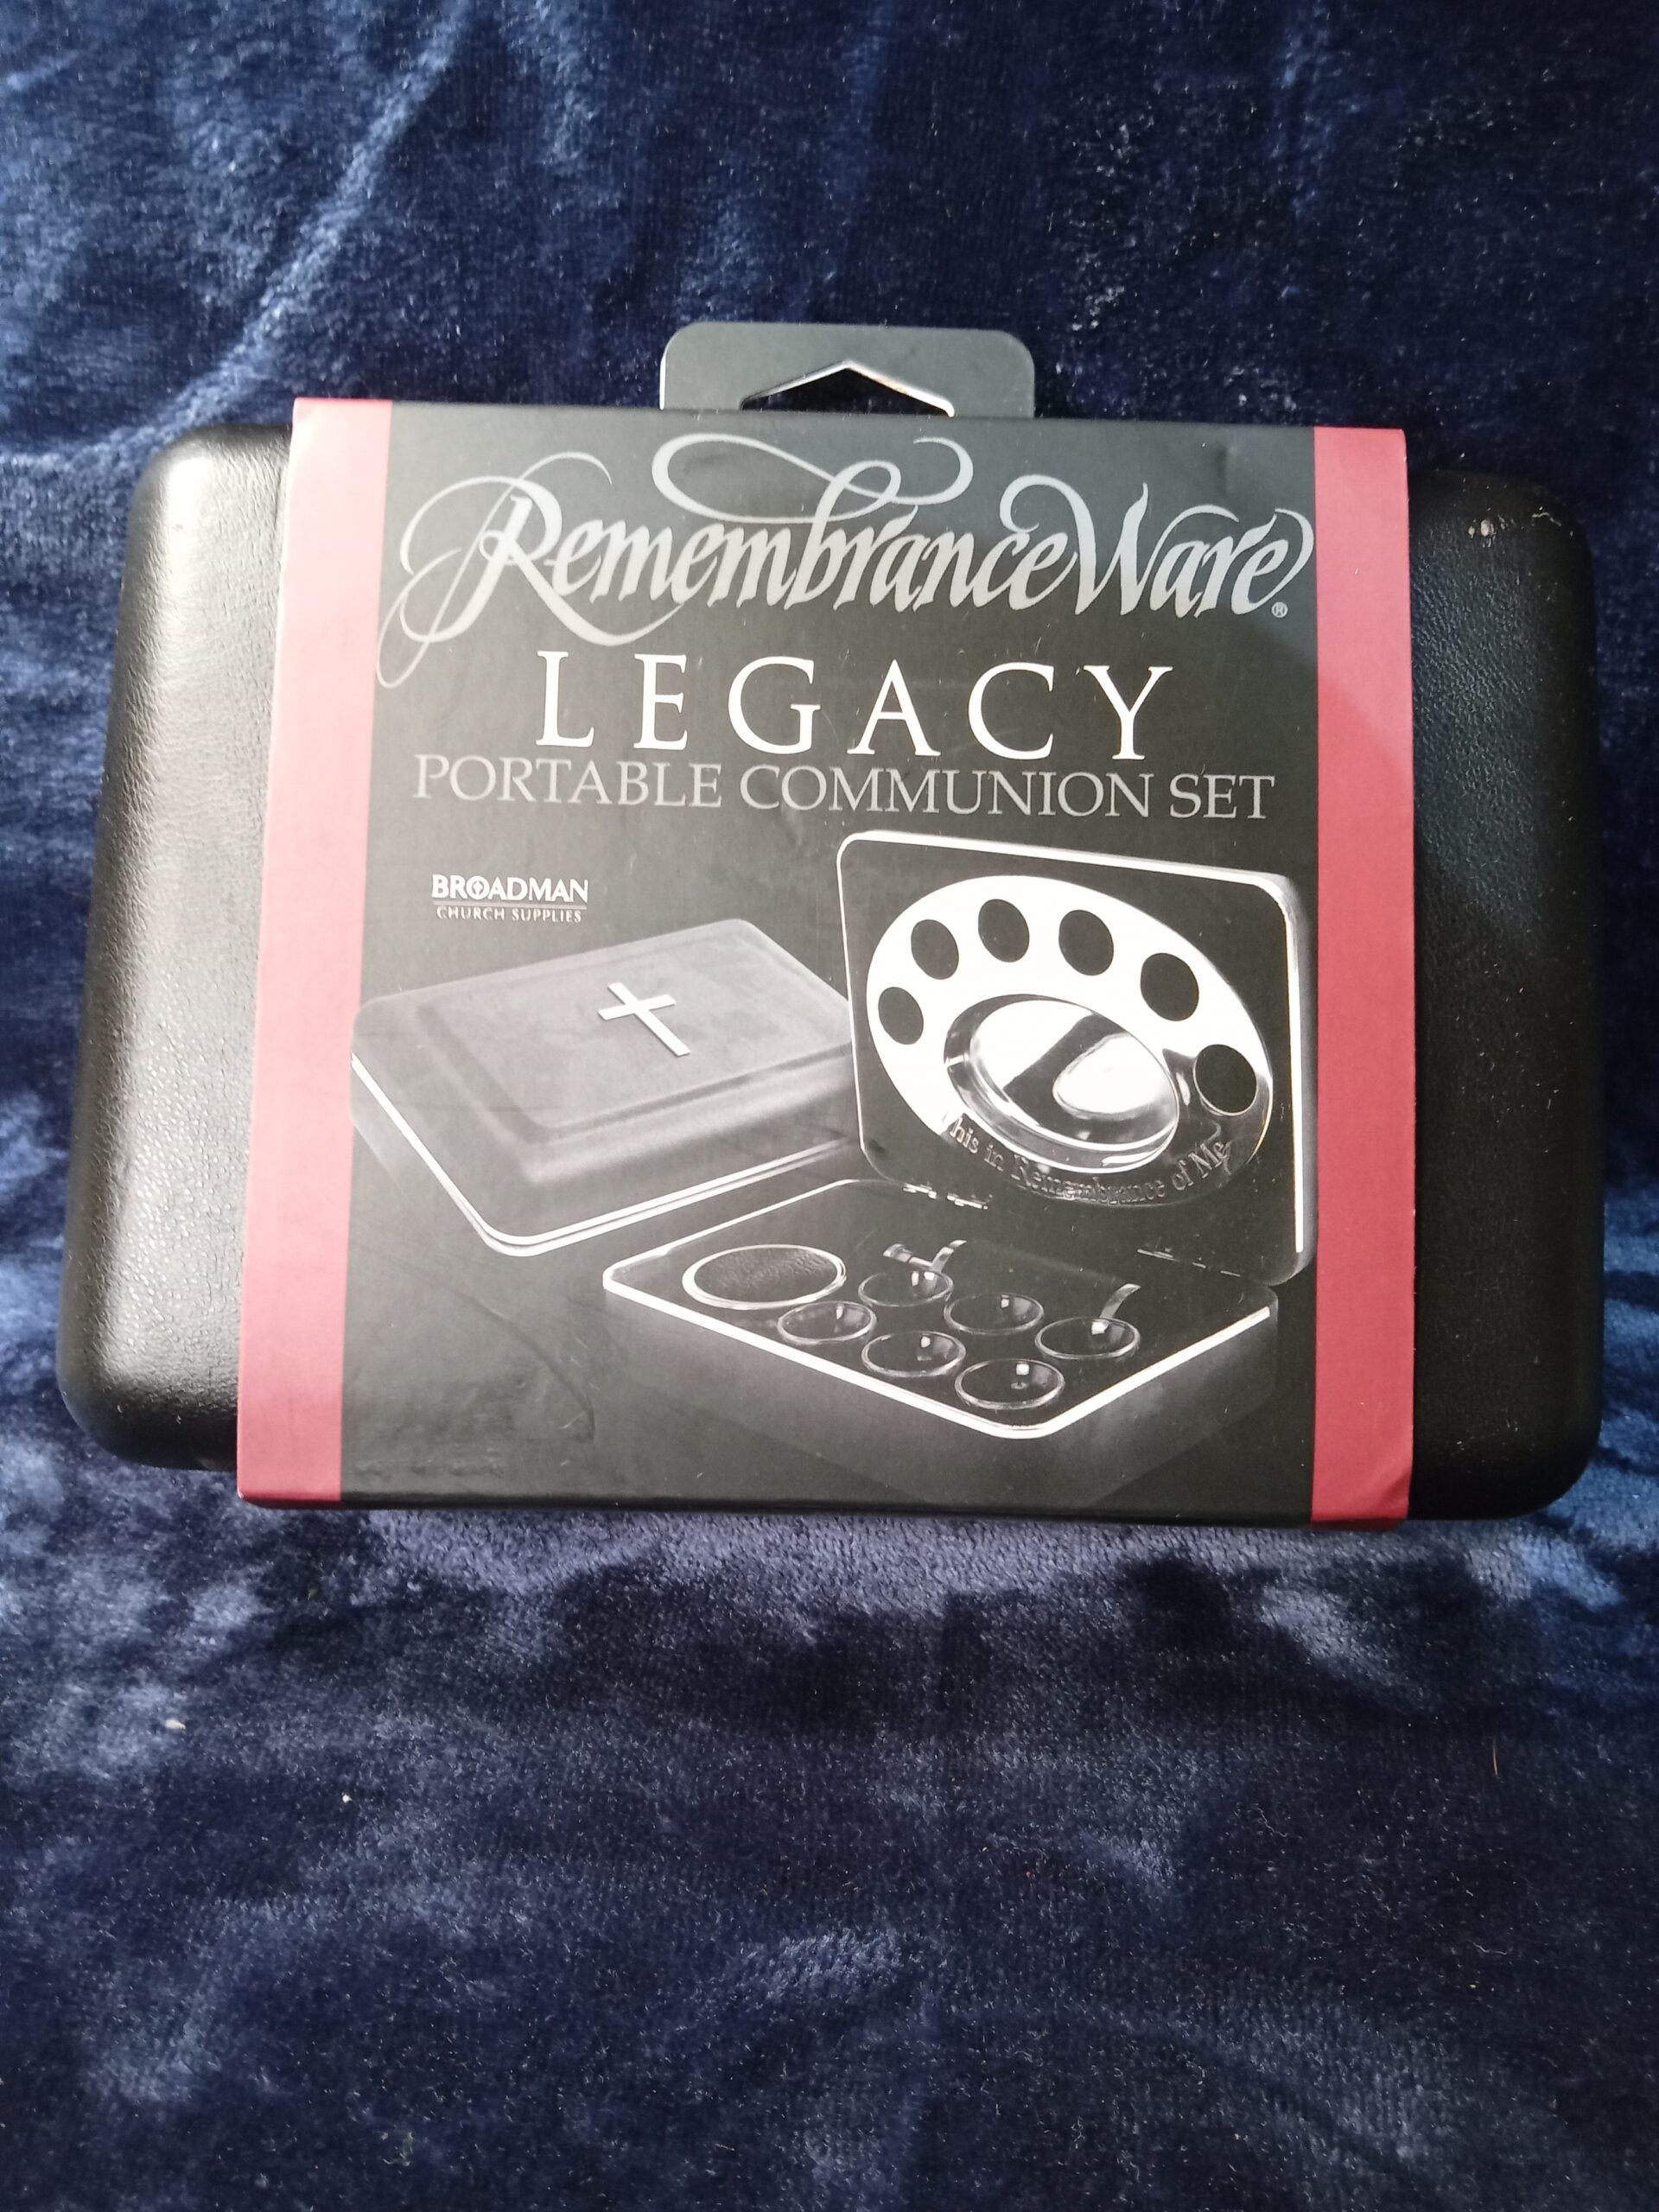 RemembranceWare®
LEGACY
PORTABLE COMMUNION SET
BROADMAN
CHURCH SUPPLIES
his in Remembrance of Me